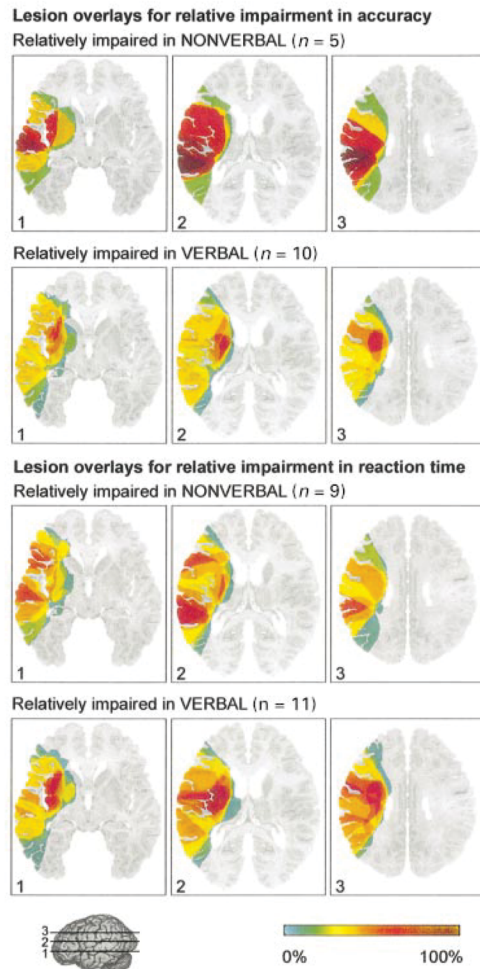 Lesion overlays for relative impairment in accuracy
Relatively impaired in NONVERBAL (n = 5)
1 2 3
Relatively impaired in VERBAL (n = 10)
1 2 3
Lesion overlays for relative impairment in reaction time
Relatively impaired in NONVERBAL (n = 9)
1 2 3
Relatively impaired in VERBAL (n = 11)
1 2 3
3
2
1
0% 100%